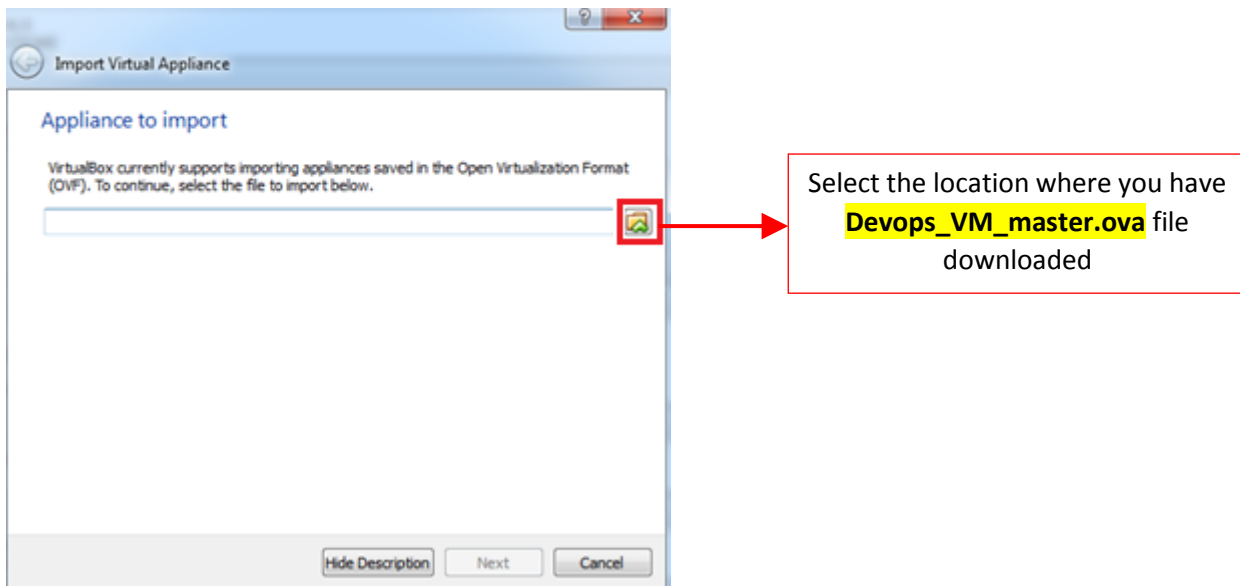 Import Virtual Appliance
Appliance to import
VirtualBox currently supports importing appliances saved in the Open Virtualization Format
(OVF). To continue, select the file to import below.
Select the location where you have
Devops_VM_master.ova file
downloaded
Hide Description Next Cancel